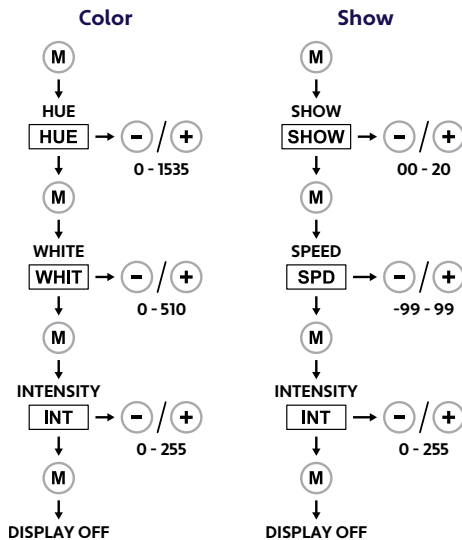 Color
M
HUE
HUE - / +
0 - 1535
M
WHITE
WHIT - / +
0 - 510
M
INTENSITY
INT - / +
0 - 255
M
DISPLAY OFF
Show
M
SHOW
SHOW - / +
00 - 20
M
SPEED
SPD - / +
-99 - 99
M
INTENSITY
INT - / +
0 - 255
M
DISPLAY OFF